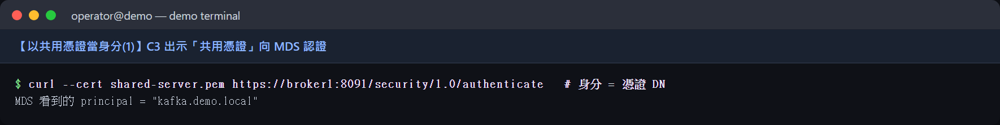 operator@demo — demo terminal
【以共用憑證當身分(1)】C3 出示「共用憑證」向 MDS 認證
$ curl --cert shared-server.pem https://broker1:8091/security/1.0/authenticate   # 身分 = 憑證 DN
MDS 看到的 principal = "kafka.demo.local"